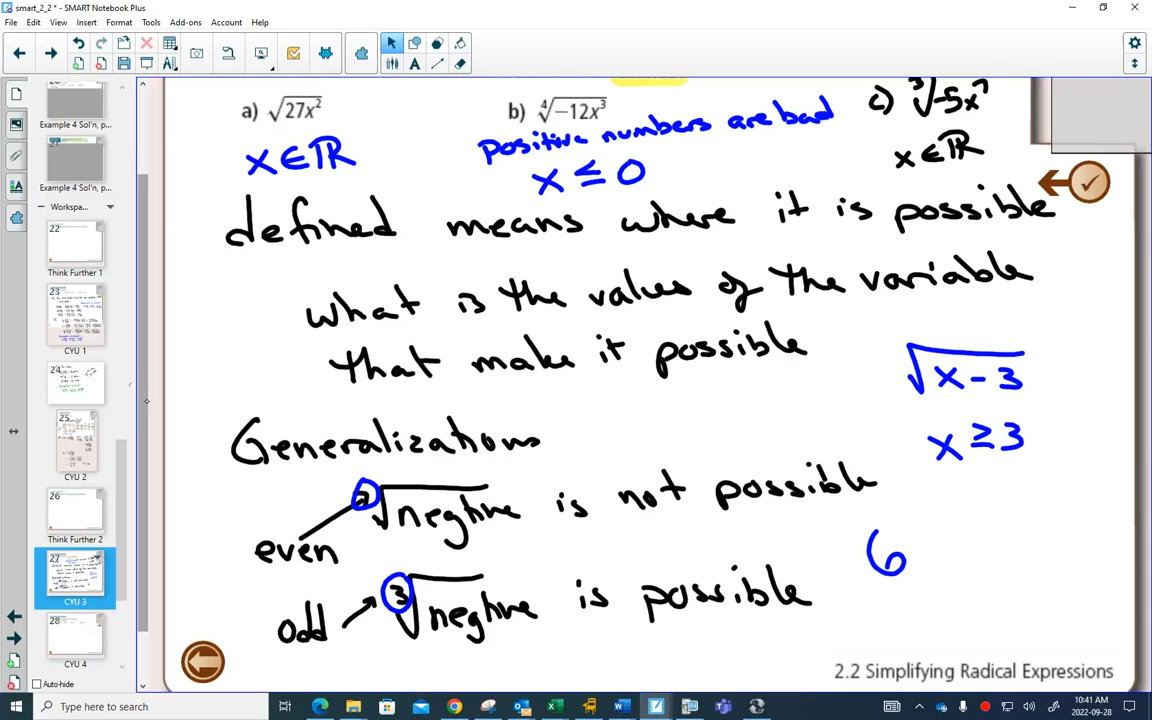 smart_2_2 * - SMART Notebook Plus
File Edit View Insert Format Tools Add-ons Account Help
a) √27x²
b) ⁴√−12x³
c) ³√-5x⁷
positive numbers are bad
x ∈ ℝ
x ≤ 0
x ∈ ℝ
defined means where it is possible
what is the values of the variable
that make it possible
√x - 3
x ≥ 3
Generalizations
²√negtive is not possible
even
6
³√negtive is possible
odd
2.2 Simplifying Radical Expressions
Example 4 Sol'n, p...
21
Example 4 Sol'n, p...
Workspa...
22
Think Further 1
23
CYU 1
24
25
CYU 2
26
Think Further 2
27
CYU 3
28
CYU 4
Auto-hide
Type here to search
10:41 AM
2022-09-28